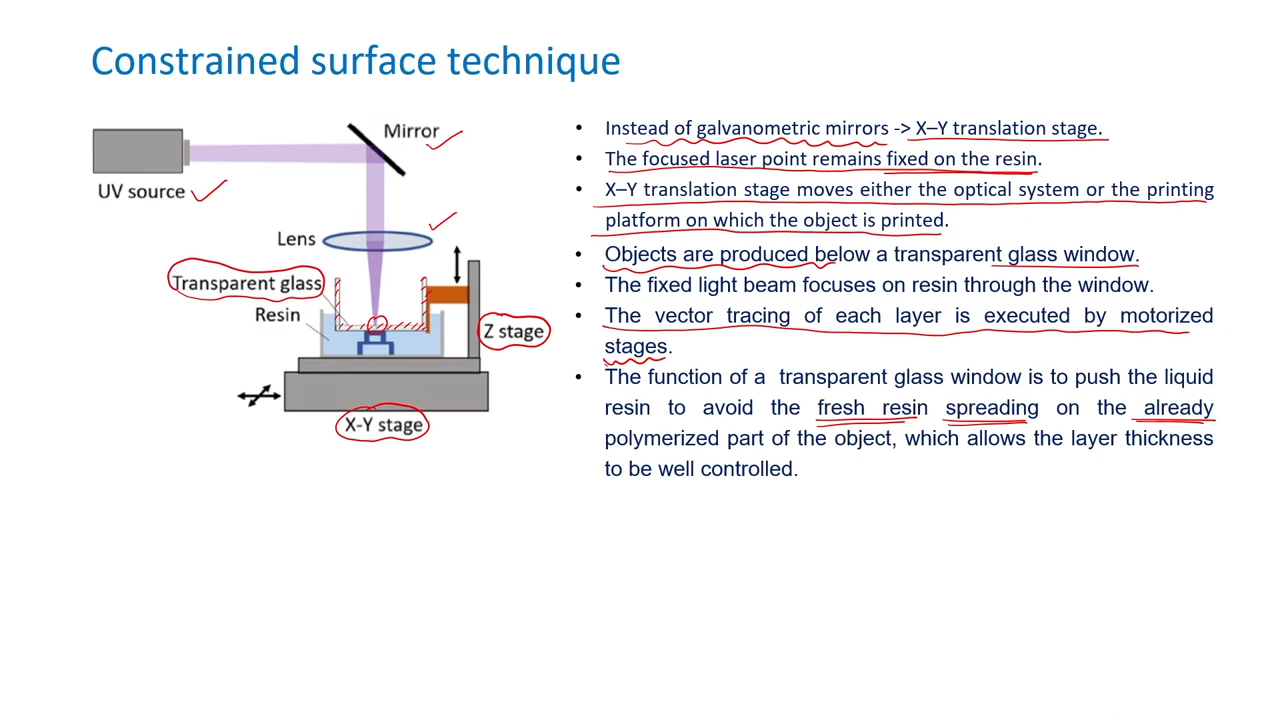 Constrained surface technique
Mirror
UV source
Lens
Transparent glass
Resin
Z stage
X-Y stage
• Instead of galvanometric mirrors -> X–Y translation stage.
• The focused laser point remains fixed on the resin.
• X–Y translation stage moves either the optical system or the printing
platform on which the object is printed.
• Objects are produced below a transparent glass window.
• The fixed light beam focuses on resin through the window.
• The vector tracing of each layer is executed by motorized
stages.
• The function of a transparent glass window is to push the liquid
resin to avoid the fresh resin spreading on the already
polymerized part of the object, which allows the layer thickness
to be well controlled.